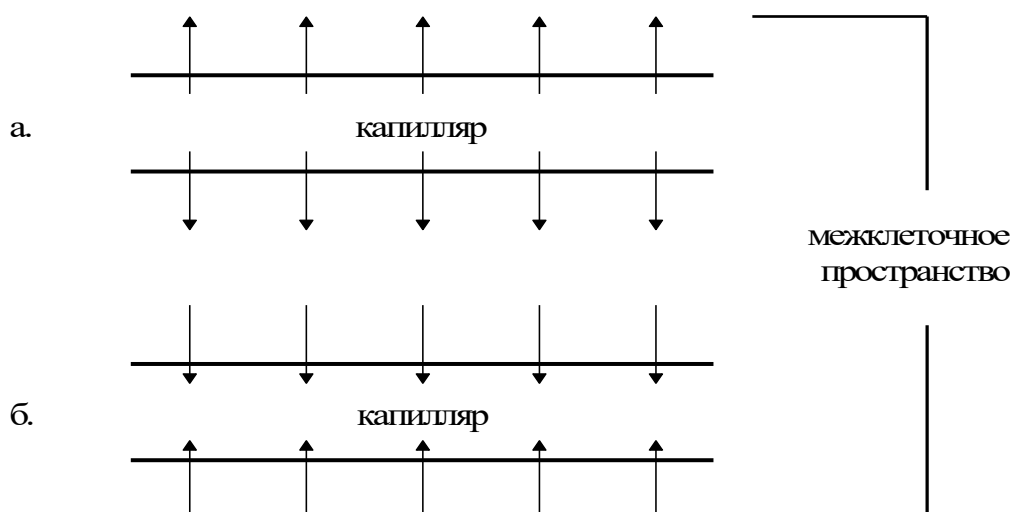 а.
капилляр
межклеточное
пространство
б.
капилляр